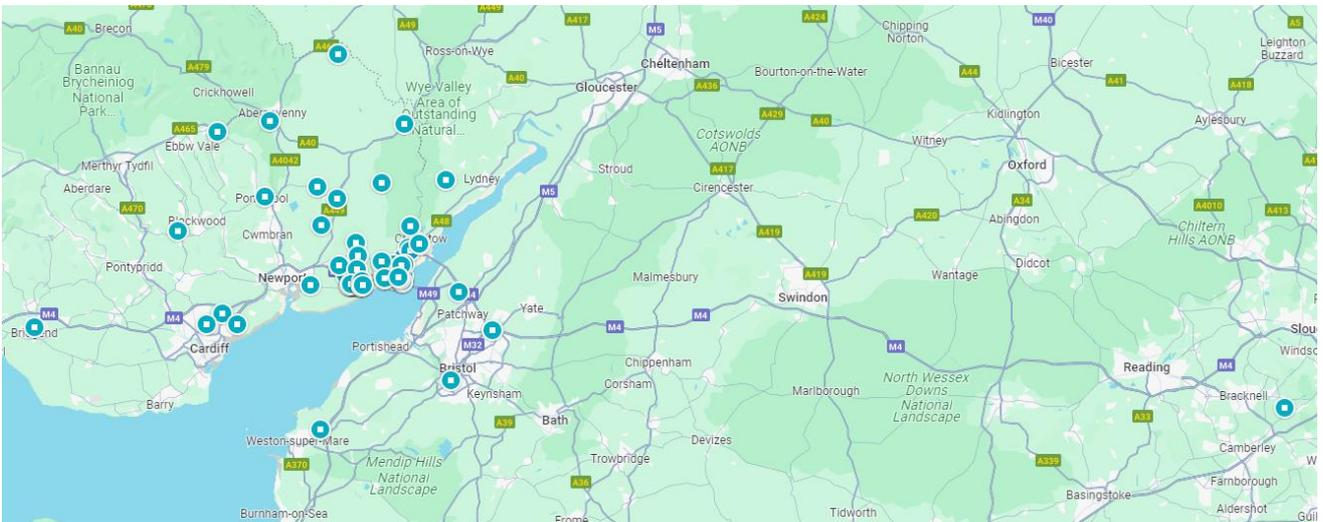 A449
A40
Brecon
A49
A417
M5
A424
Chipping
Norton
M40
A5
Leighton
Buzzard
Ross-on-Wye
Cheltenham
Bannau
Brycheiniog
National
Park...
A479
Crickhowell
A40
Wye Valley
Area of
Outstanding
Natural...
Gloucester
A436
Bourton-on-the-Water
A44
Bicester
A41
A418
A465
Ebbw Vale
A40
A429
A40
Cotswolds
AONB
Kidlington
Aylesbury
Witney
Merthyr Tydfil
A4042
Stroud
A417
Oxford
Aberdare
Lydney
M5
Cirencester
A34
A4010
A413
A470
A48
A420
Abingdon
Chiltern
Hills AONB
Cwmbran
A419
Pontypridd
Malmesbury
A419
Wantage
Didcot
M49
Swindon
M4
M4
Patchway
Yate
M4
M4
Cardiff
Portishead
M32
M4
Reading
M4
Bristol
Chippenham
Keynsham
Corsham
Marlborough
North Wessex
Downs
National
Landscape
Bracknell
Barry
A39
Bath
A33
Weston-super-Mare
Devizes
Camberley
A370
Mendip Hills
National
Landscape
Trowbridge
A339
Farnborough
A36
Basingstoke
Burnham-on-Sea
Frome
Tidworth
Aldershot